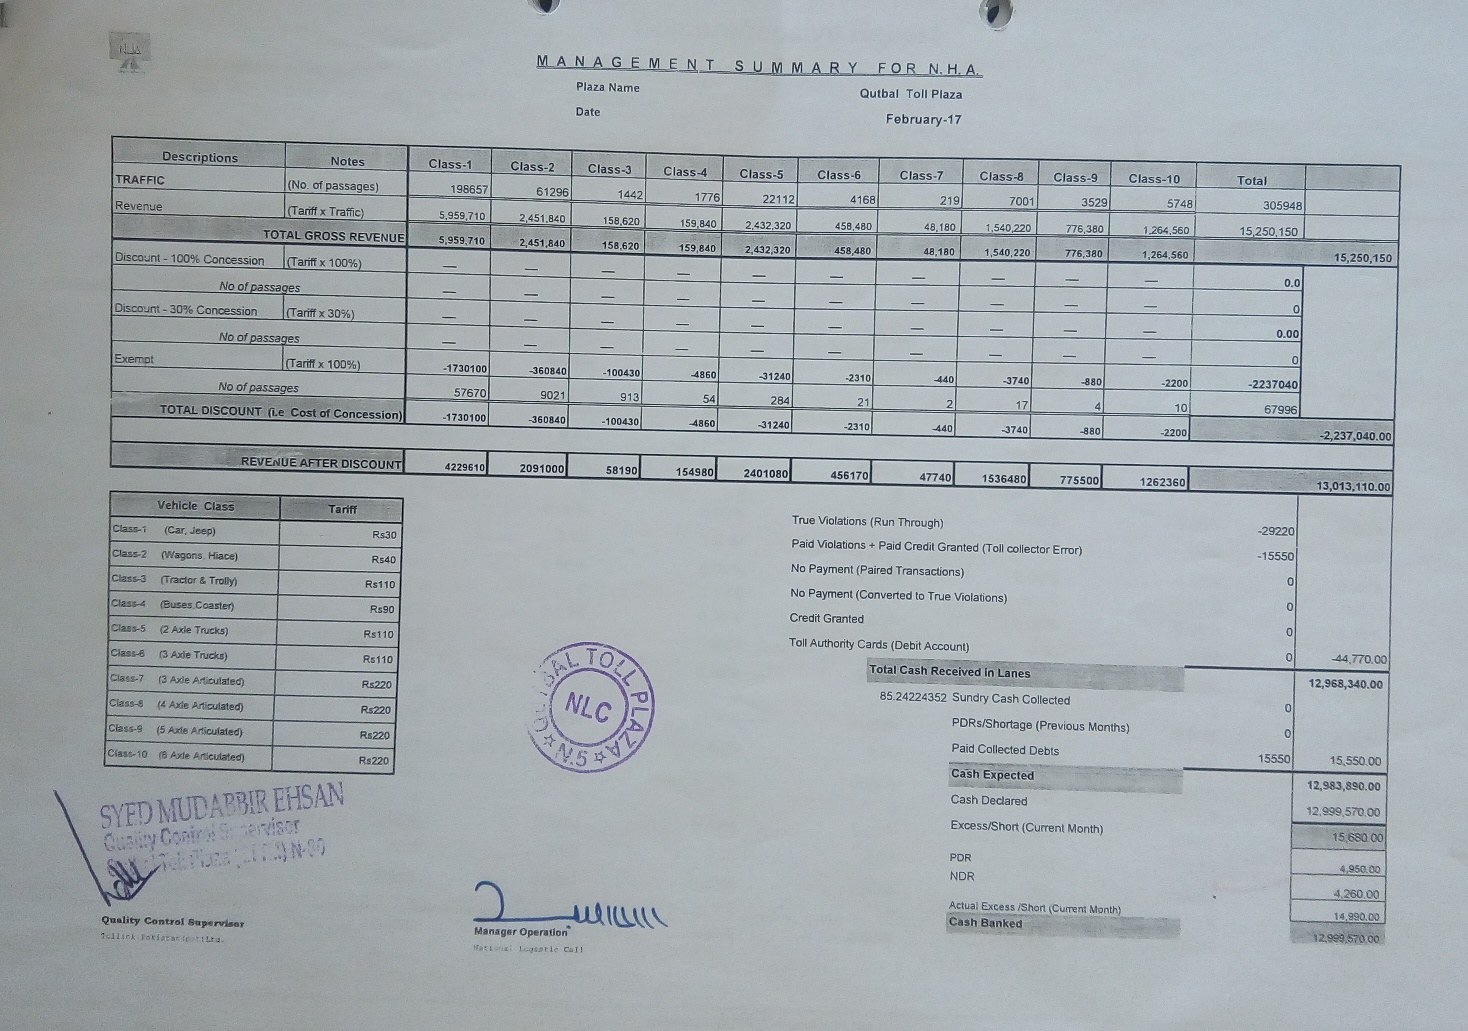 NHA
MANAGEMENT SUMMARY FOR N.H.A.
Plaza Name Qutbal Toll Plaza
Date February-17
Descriptions Notes Class-1 Class-2 Class-3 Class-4 Class-5 Class-6 Class-7 Class-8 Class-9 Class-10 Total
TRAFFIC (No. of passages) 198657 61296 1442 1776 22112 4168 219 7001 3529 5748 305948
Revenue (Tariff x Traffic) 5,959,710 2,451,840 158,620 159,840 2,432,320 458,480 48,180 1,540,220 776,380 1,264,560 15,250,150
TOTAL GROSS REVENUE 5,959,710 2,451,840 158,620 159,840 2,432,320 458,480 48,180 1,540,220 776,380 1,264,560 15,250,150
Discount - 100% Concession (Tariff x 100%) — — — — — — — — — — 0.0
No of passages — — — — — — — — — — 0
Discount - 30% Concession (Tariff x 30%) — — — — — — — — — — 0.00
No of passages — — — — — — — — — — 0
Exempt (Tariff x 100%) -1730100 -360840 -100430 -4860 -31240 -2310 -440 -3740 -880 -2200 -2237040
No of passages 57670 9021 913 54 284 21 2 17 4 10 67996
TOTAL DISCOUNT (i.e Cost of Concession) -1730100 -360840 -100430 -4860 -31240 -2310 -440 -3740 -880 -2200 -2,237,040.00
REVENUE AFTER DISCOUNT 4229610 2091000 58190 154980 2401080 456170 47740 1536480 775500 1262360 13,013,110.00
Vehicle Class Tariff
Class-1 (Car, Jeep) Rs30
Class-2 (Wagons, Hiace) Rs40
Class-3 (Tractor & Trolly) Rs110
Class-4 (Buses,Coaster) Rs90
Class-5 (2 Axle Trucks) Rs110
Class-6 (3 Axle Trucks) Rs110
Class-7 (3 Axle Articulated) Rs220
Class-8 (4 Axle Articulated) Rs220
Class-9 (5 Axle Articulated) Rs220
Class-10 (6 Axle Articulated) Rs220
True Violations (Run Through) -29220
Paid Violations + Paid Credit Granted (Toll collector Error) -15550
No Payment (Paired Transactions) 0
No Payment (Converted to True Violations) 0
Credit Granted 0
Toll Authority Cards (Debit Account) 0 -44,770.00
Total Cash Received in Lanes 12,968,340.00
85.24224352 Sundry Cash Collected 0
PDRs/Shortage (Previous Months) 0
Paid Collected Debts 15550 15,550.00
Cash Expected 12,983,890.00
Cash Declared 12,999,570.00
Excess/Short (Current Month) 15,680.00
PDR 4,950.00
NDR 4,260.00
Actual Excess /Short (Current Month) 14,990.00
Cash Banked 12,999,570.00
TOLL PLAZA
NLC
N.5
SYED MUDABBIR EHSAN
Quality Control Supervisor
Toll Plaza N-80
Quality Control Supervisor
Manager Operation
National Logestic Cell